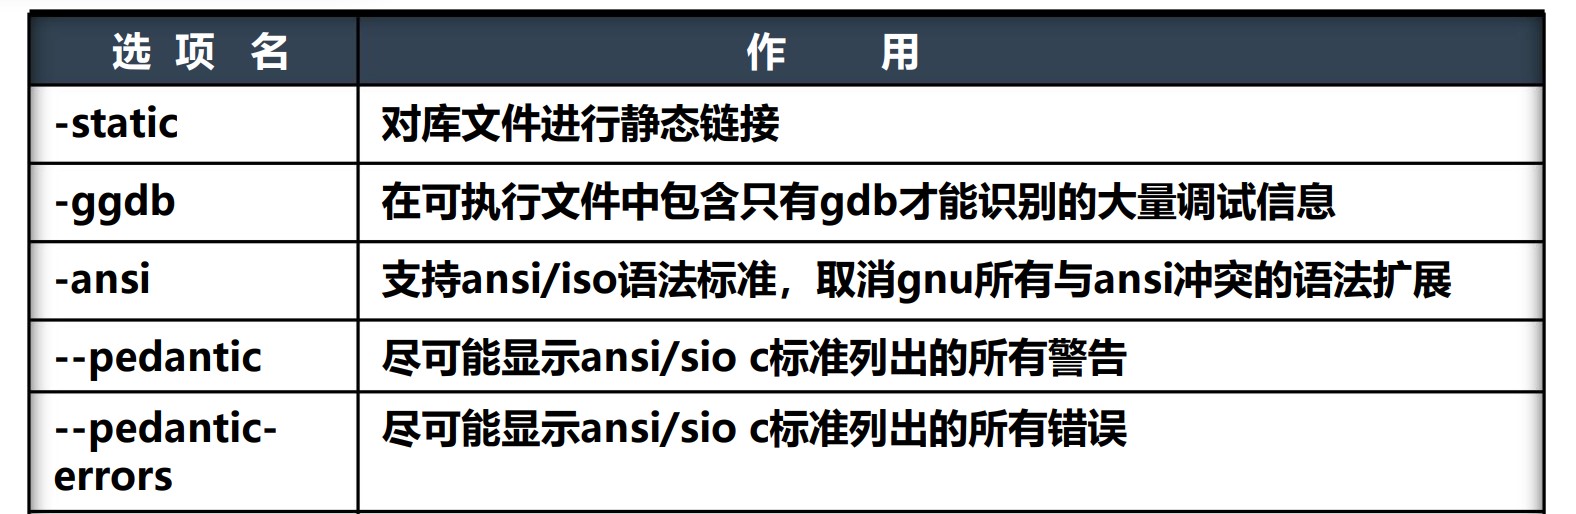 选 项 名 作 用
-static 对库文件进行静态链接
-ggdb 在可执行文件中包含只有gdb才能识别的大量调试信息
-ansi 支持ansi/iso语法标准，取消gnu所有与ansi冲突的语法扩展
--pedantic 尽可能显示ansi/sio c标准列出的所有警告
--pedantic- 尽可能显示ansi/sio c标准列出的所有错误
errors